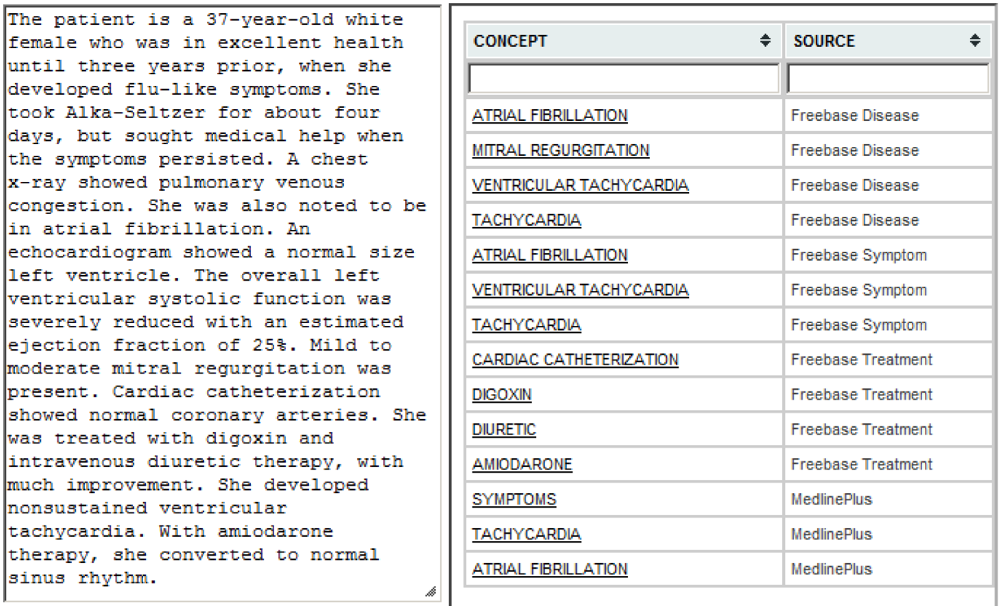 The patient is a 37-year-old white
female who was in excellent health
until three years prior, when she
developed flu-like symptoms. She
took Alka-Seltzer for about four
days, but sought medical help when
the symptoms persisted. A chest
x-ray showed pulmonary venous
congestion. She was also noted to be
in atrial fibrillation. An
echocardiogram showed a normal size
left ventricle. The overall left
ventricular systolic function was
severely reduced with an estimated
ejection fraction of 25%. Mild to
moderate mitral regurgitation was
present. Cardiac catheterization
showed normal coronary arteries. She
was treated with digoxin and
intravenous diuretic therapy, with
much improvement. She developed
nonsustained ventricular
tachycardia. With amiodarone
therapy, she converted to normal
sinus rhythm.
CONCEPT SOURCE
ATRIAL FIBRILLATION Freebase Disease
MITRAL REGURGITATION Freebase Disease
VENTRICULAR TACHYCARDIA Freebase Disease
TACHYCARDIA Freebase Disease
ATRIAL FIBRILLATION Freebase Symptom
VENTRICULAR TACHYCARDIA Freebase Symptom
TACHYCARDIA Freebase Symptom
CARDIAC CATHETERIZATION Freebase Treatment
DIGOXIN Freebase Treatment
DIURETIC Freebase Treatment
AMIODARONE Freebase Treatment
SYMPTOMS MedlinePlus
TACHYCARDIA MedlinePlus
ATRIAL FIBRILLATION MedlinePlus